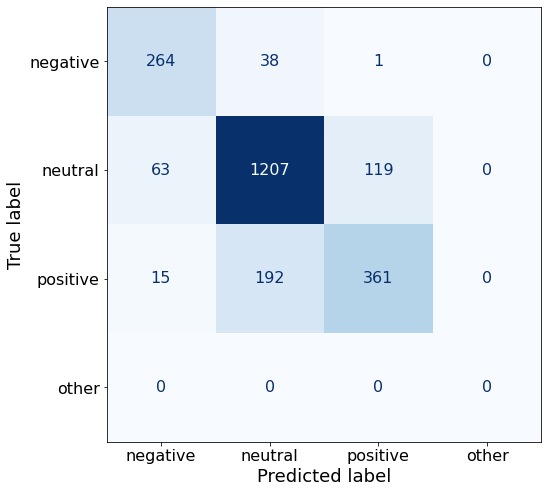 True label
negative 264 38 1 0
neutral 63 1207 119 0
positive 15 192 361 0
other 0 0 0 0
negative neutral positive other
Predicted label